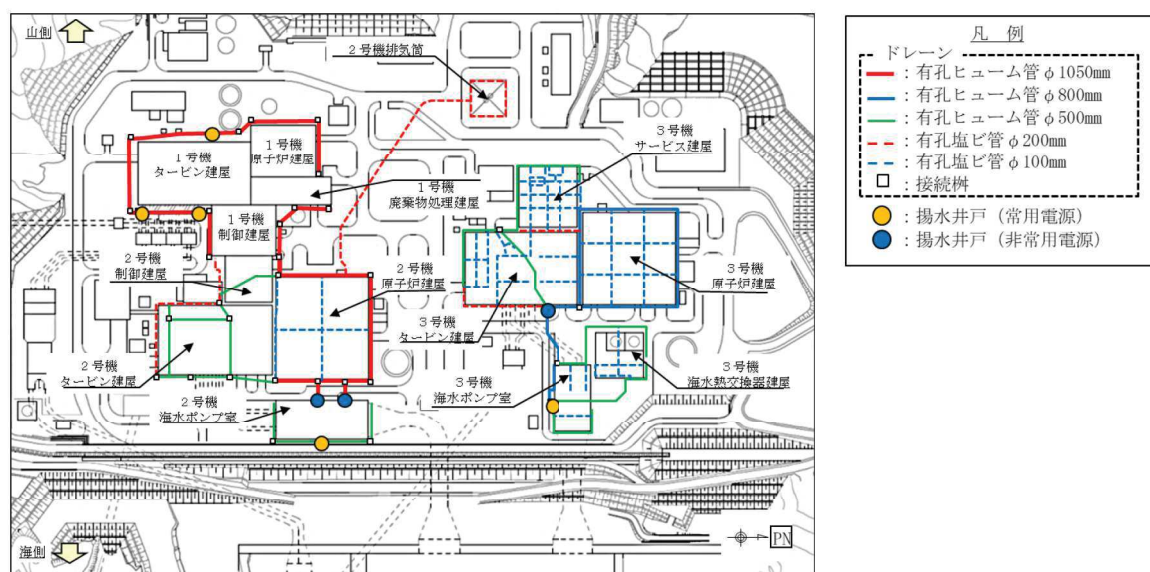 山側
2号機排気筒
1号機
タービン建屋
1号機
原子炉建屋
3号機
サービス建屋
1号機
廃棄物処理建屋
1号機
制御建屋
2号機
制御建屋
2号機
原子炉建屋
3号機
原子炉建屋
3号機
タービン建屋
2号機
タービン建屋
3号機
海水熱交換器建屋
3号機
海水ポンプ室
2号機
海水ポンプ室
海側
PN
凡 例
ドレーン
：有孔ヒューム管φ1050mm
：有孔ヒューム管φ800mm
：有孔ヒューム管φ500mm
：有孔塩ビ管φ200mm
：有孔塩ビ管φ100mm
：接続桝
：揚水井戸（常用電源）
：揚水井戸（非常用電源）